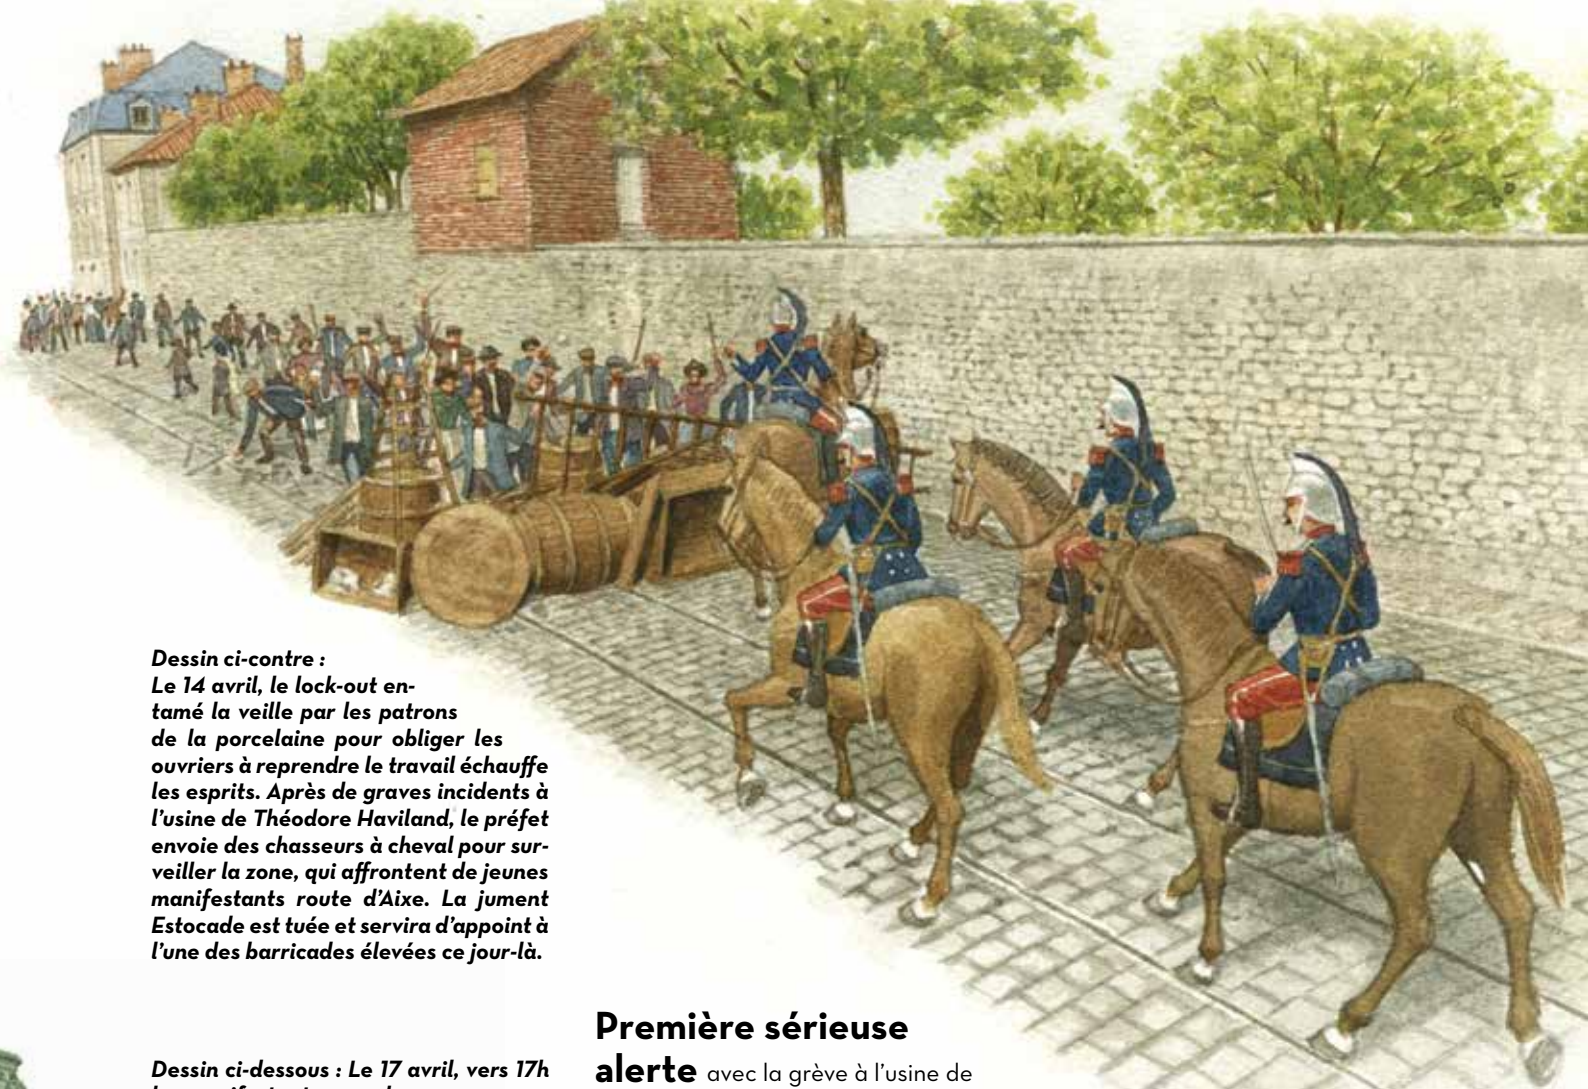 Dessin ci-contre :
Le 14 avril, le lock-out en-
tamé la veille par les patrons
de la porcelaine pour obliger les
ouvriers à reprendre le travail échauffe
les esprits. Après de graves incidents à
l'usine de Théodore Haviland, le préfet
envoie des chasseurs à cheval pour sur-
veiller la zone, qui affrontent de jeunes
manifestants route d'Aixe. La jument
Estocade est tuée et servira d'appoint à
l'une des barricades élevées ce jour-là.
Dessin ci-dessous : Le 17 avril, vers 17h
Première sérieuse
alerte avec la grève à l'usine de